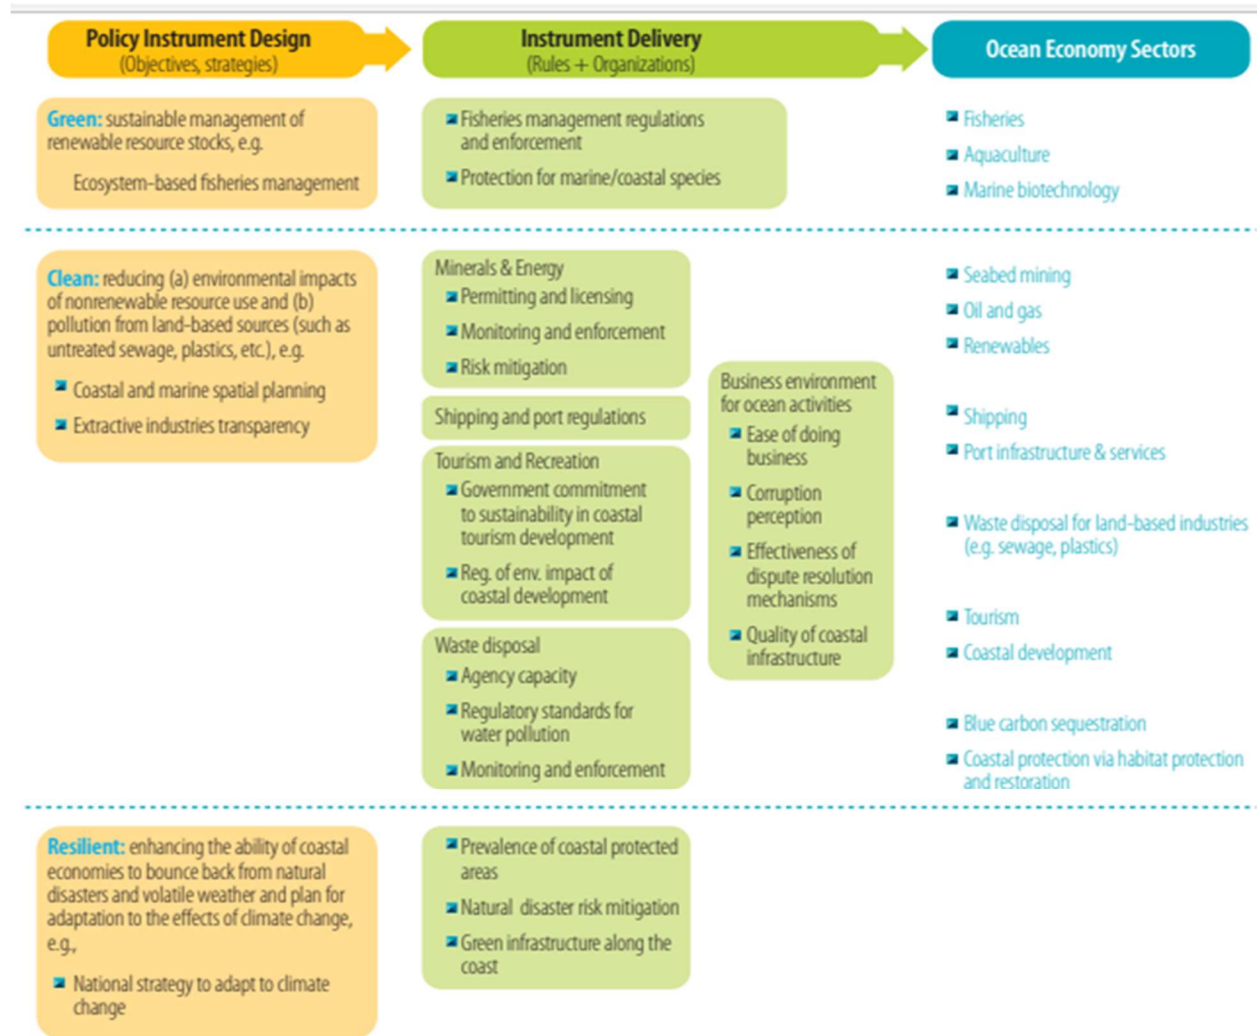 Policy Instrument Design
(Objectives, strategies)
Instrument Delivery
(Rules + Organizations)
Ocean Economy Sectors
Green: sustainable management of
renewable resource stocks, e.g.
Ecosystem-based fisheries management
Fisheries management regulations
and enforcement
Protection for marine/coastal species
Fisheries
Aquaculture
Marine biotechnology
Clean: reducing (a) environmental impacts
of nonrenewable resource use and (b)
pollution from land-based sources (such as
untreated sewage, plastics, etc.), e.g.
Coastal and marine spatial planning
Extractive industries transparency
Minerals & Energy
Permitting and licensing
Monitoring and enforcement
Risk mitigation
Shipping and port regulations
Tourism and Recreation
Government commitment
to sustainability in coastal
tourism development
Reg. of env. impact of
coastal development
Waste disposal
Agency capacity
Regulatory standards for
water pollution
Monitoring and enforcement
Business environment
for ocean activities
Ease of doing
business
Corruption
perception
Effectiveness of
dispute resolution
mechanisms
Quality of coastal
infrastructure
Seabed mining
Oil and gas
Renewables
Shipping
Port infrastructure & services
Waste disposal for land-based industries
(e.g. sewage, plastics)
Tourism
Coastal development
Blue carbon sequestration
Coastal protection via habitat protection
and restoration
Resilient: enhancing the ability of coastal
economies to bounce back from natural
disasters and volatile weather and plan for
adaptation to the effects of climate change,
e.g.,
National strategy to adapt to climate
change
Prevalence of coastal protected
areas
Natural disaster risk mitigation
Green infrastructure along the
coast